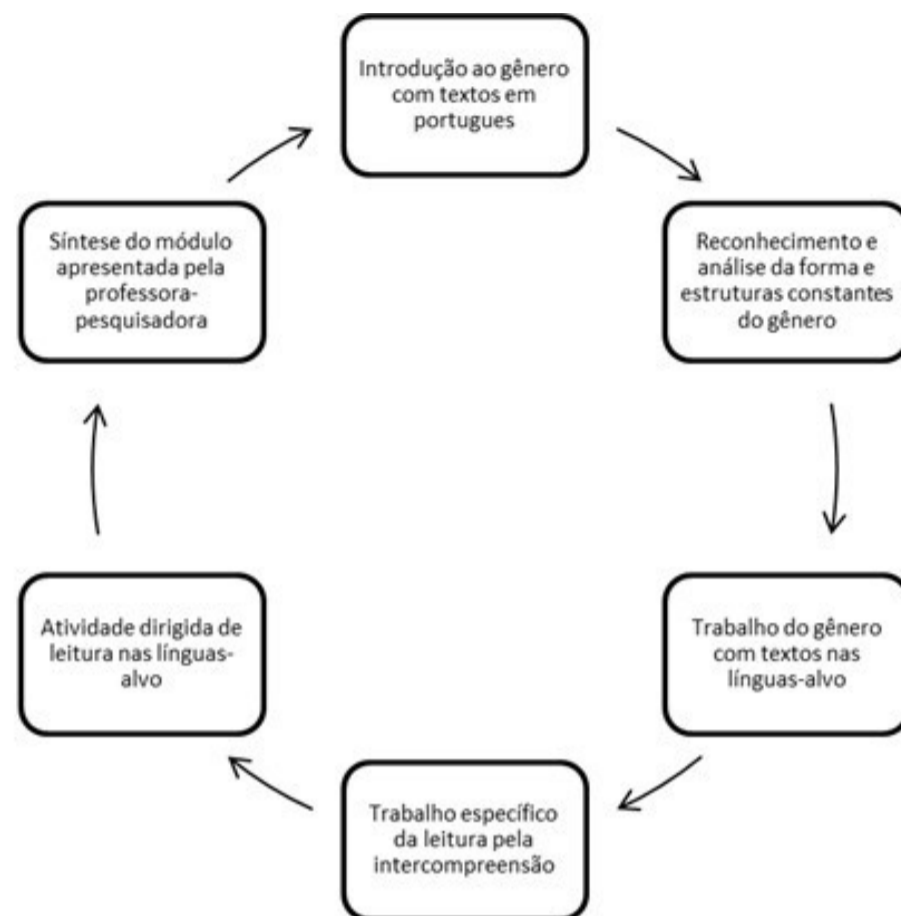 Introdução ao gênero
com textos em
portugues
Reconhecimento e
análise da forma e
estruturas constantes
do gênero
Trabalho do gênero
com textos nas
línguas-alvo
Trabalho específico
da leitura pela
intercompreensão
Atividade dirigida de
leitura nas línguas-
alvo
Síntese do módulo
apresentada pela
professora-
pesquisadora